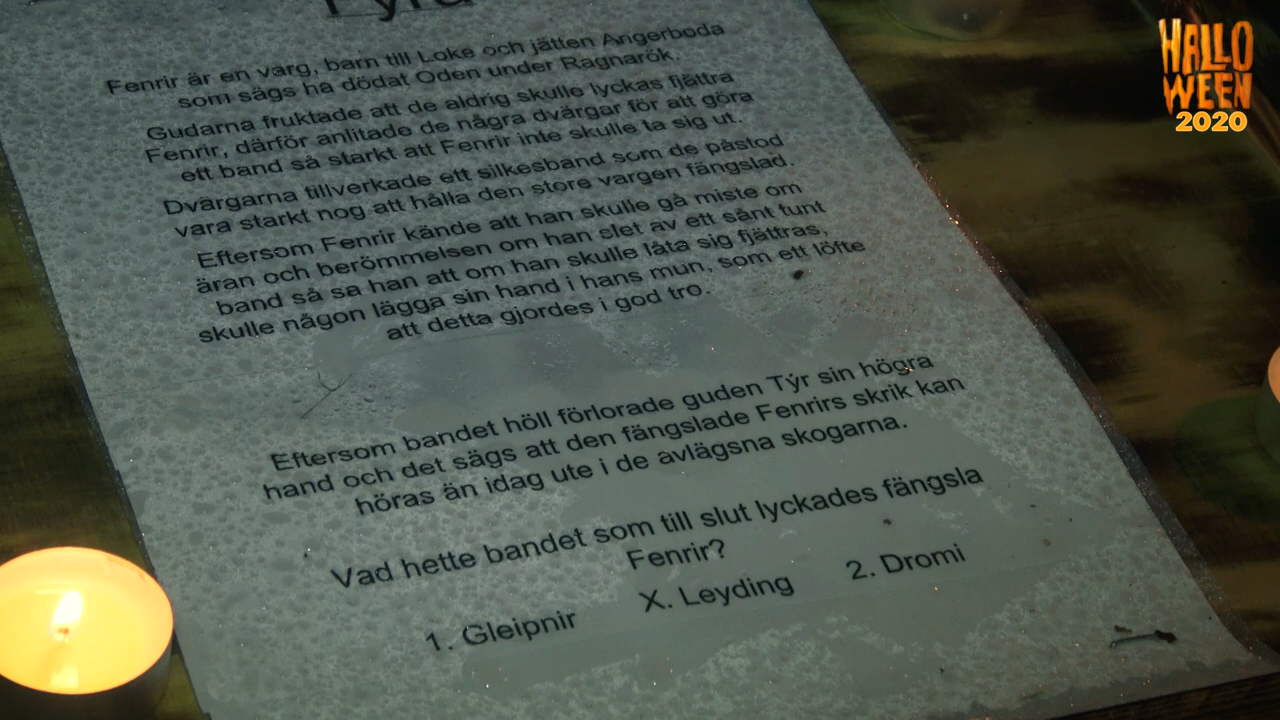 Fyra
Fenrir är en varg, barn till Loke och jätten Angerboda
som sägs ha dödat Oden under Ragnarök.
Gudarna fruktade att de aldrig skulle lyckas fjättra
Fenrir, därför anlitade de några dvärgar för att göra
ett band så starkt att Fenrir inte skulle ta sig ut.
Dvärgarna tillverkade ett silkesband som de påstod
vara starkt nog att hålla den store vargen fängslad.
Eftersom Fenrir kände att han skulle gå miste om
äran och berömmelsen om han slet av ett sånt tunt
band så sa han att om han skulle låta sig fjättras,
skulle någon lägga sin hand i hans mun, som ett löfte
att detta gjordes i god tro.
Eftersom bandet höll förlorade guden Týr sin högra
hand och det sägs att den fängslade Fenrirs skrik kan
höras än idag ute i de avlägsna skogarna.
Vad hette bandet som till slut lyckades fängsla
Fenrir?
1. Gleipnir X. Leyding 2. Dromi
HALLO
WEEN
2020